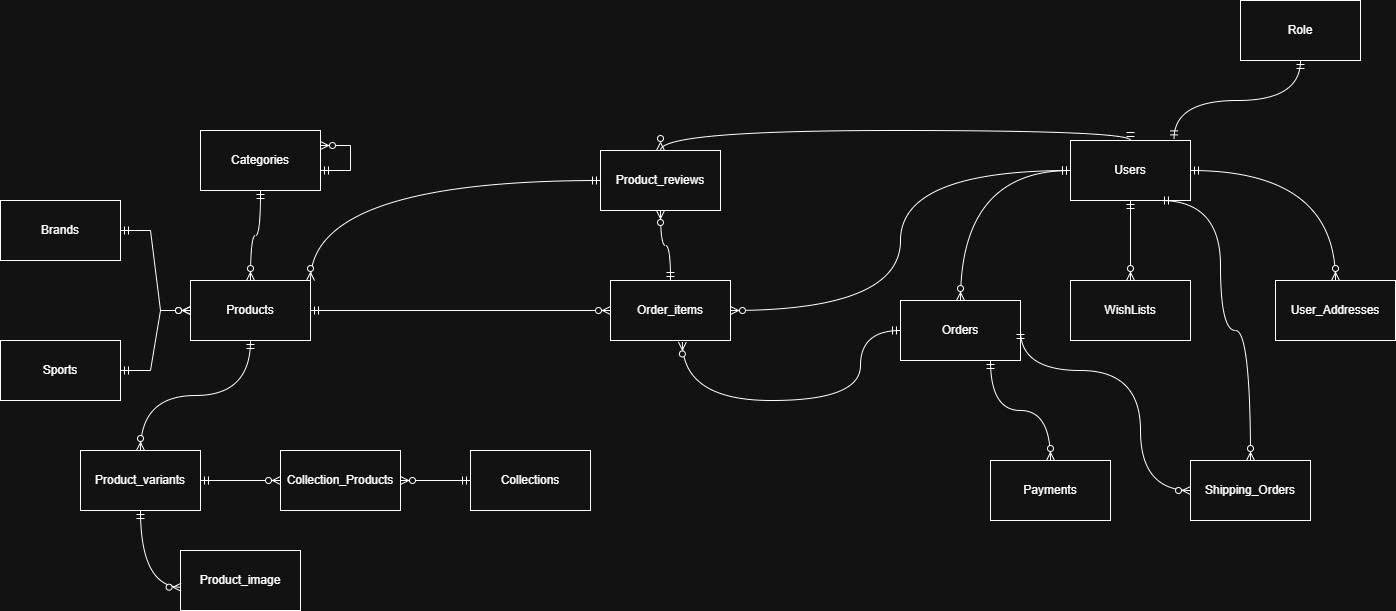 Role
Categories
Product_reviews
Users
Brands
Products
Order_items
Orders
WishLists
User_Addresses
Sports
Product_variants
Collection_Products
Collections
Payments
Shipping_Orders
Product_image